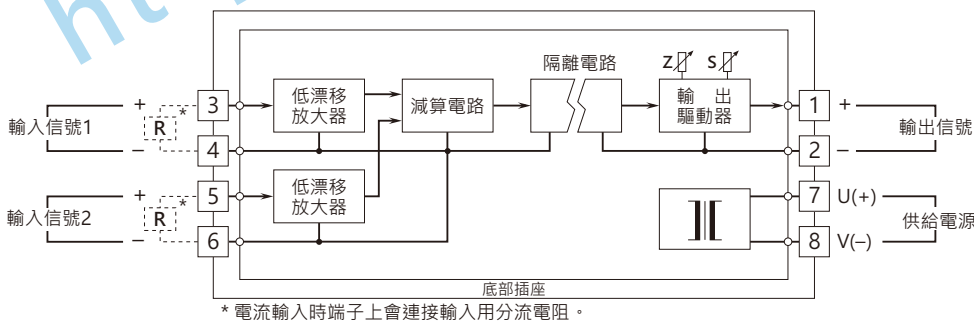 ht
隔離電路
Z S
輸入信號1
+
–
R
*
3
4
低漂移
放大器
減算電路
輸 出
驅動器
1
2
+
–
輸出信號
輸入信號2
+
–
R
*
5
6
低漂移
放大器
7
8
U(+)
V(–)
供給電源
底部插座
* 電流輸入時端子上會連接輸入用分流電阻。